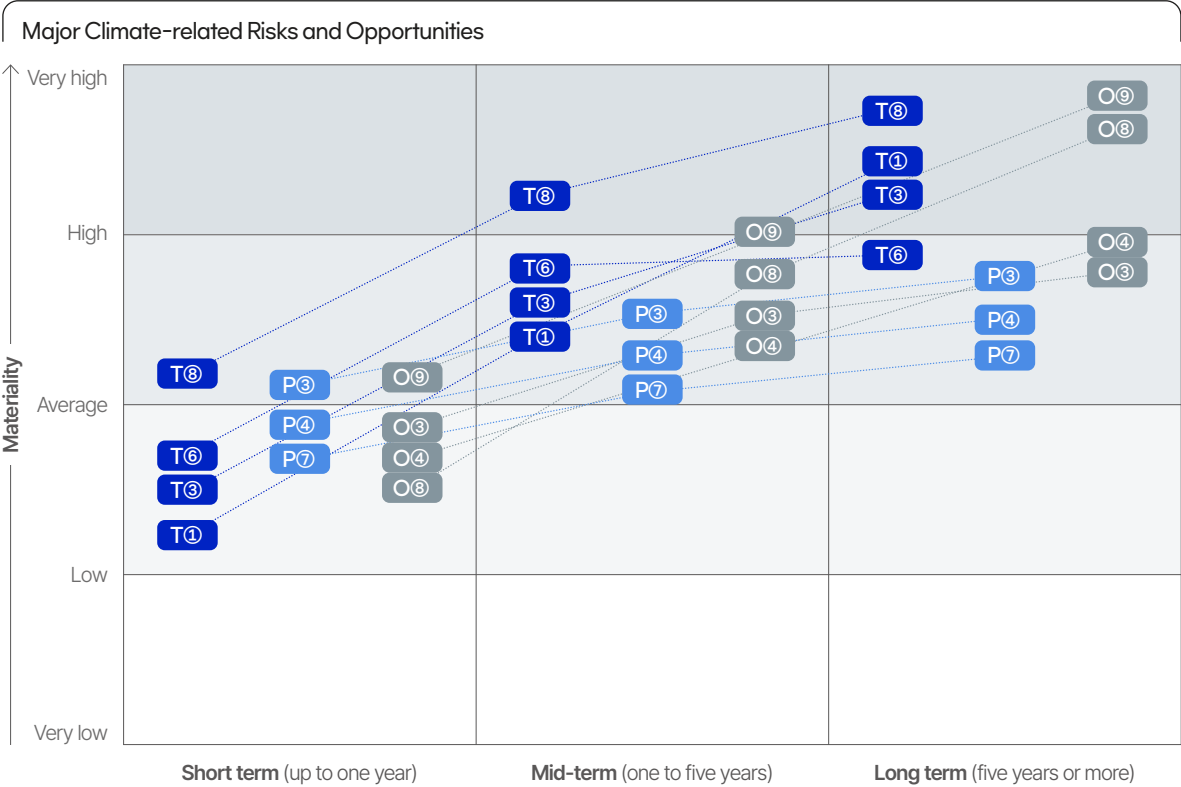 Major Climate-related Risks and Opportunities
Materiality
Very high
High
Average
Low
Very low
T⑧
T⑥
T③
T①
P③
P④
P⑦
O⑨
O③
O④
O⑧
T⑧
T⑥
T③
T①
P③
P④
P⑦
O⑨
O⑧
O③
O④
T⑧
T①
T③
T⑥
P③
P④
P⑦
O⑨
O⑧
O④
O③
Short term (up to one year)
Mid-term (one to five years)
Long term (five years or more)